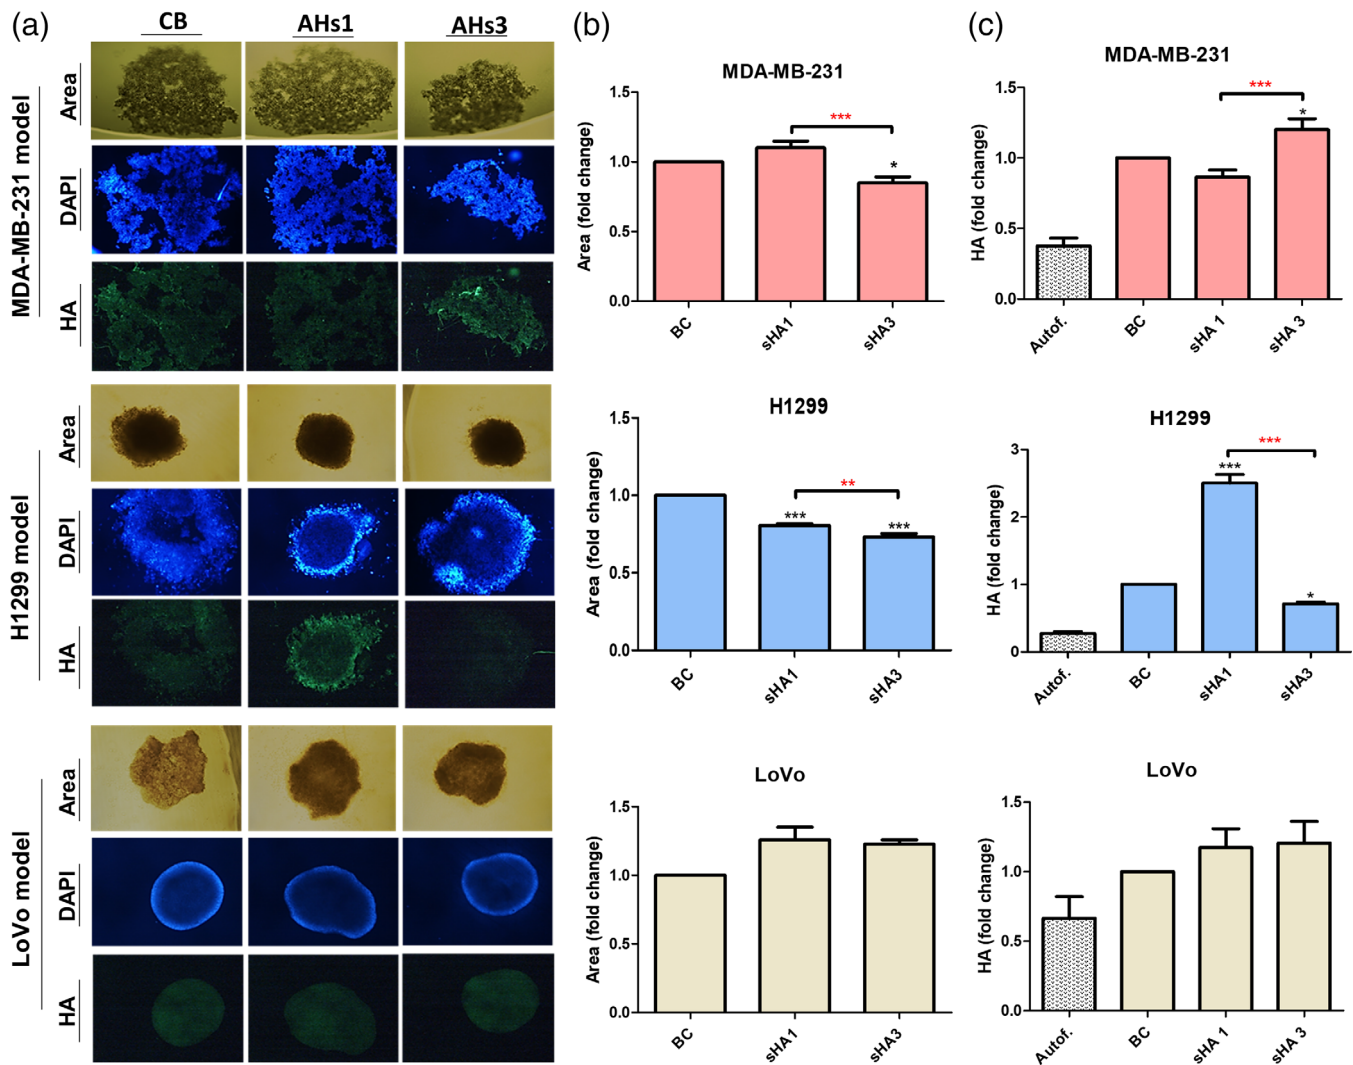 (a)
CB
AHs1
AHs3
MDA-MB-231 model
Area
DAPI
HA
H1299 model
Area
DAPI
HA
LoVo model
Area
DAPI
HA
(b)
MDA-MB-231
Area (fold change)
1.5
1.0
0.5
0.0
***
*
BC
sHA1
sHA3
H1299
Area (fold change)
1.5
1.0
0.5
0.0
**
***
***
BC
sHA1
sHA3
LoVo
Area (fold change)
1.5
1.0
0.5
0.0
BC
sHA1
sHA3
(c)
MDA-MB-231
HA (fold change)
1.5
1.0
0.5
0.0
***
*
Autof.
BC
sHA 1
sHA 3
H1299
HA (fold change)
3
2
1
0
***
***
*
Autof.
BC
sHA1
sHA3
LoVo
HA (fold change)
1.5
1.0
0.5
0.0
Autof.
BC
sHA 1
sHA 3